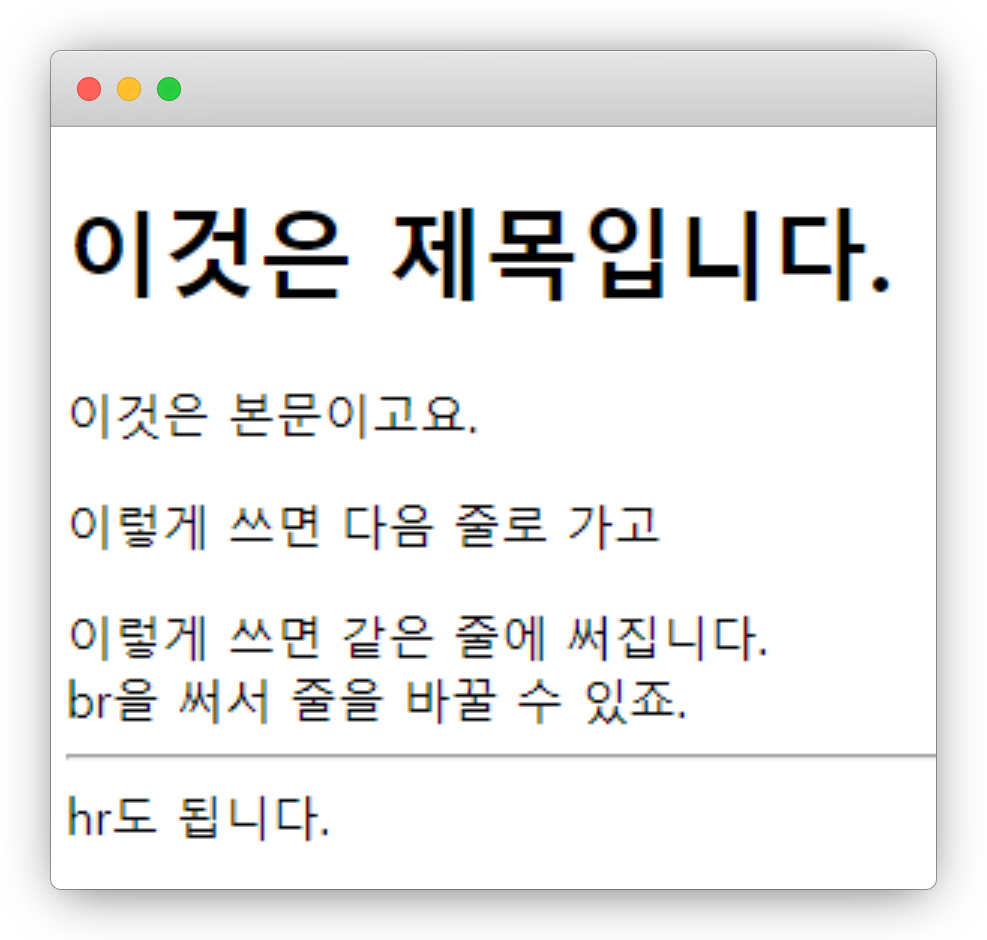 이것은 제목입니다.
이것은 본문이고요.
이렇게 쓰면 다음 줄로 가고
이렇게 쓰면 같은 줄에 써집니다.
br을 써서 줄을 바꿀 수 있죠.
hr도 됩니다.